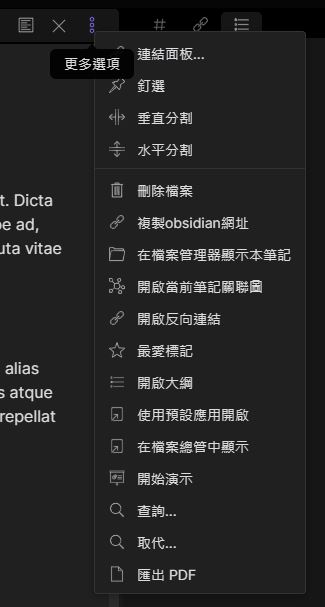 更多選項
t. Dicta
be ad,
uta vitae
alias
s atque
repellat
連結面板...
釘選
垂直分割
水平分割
刪除檔案
複製obsidian網址
在檔案管理器顯示本筆記
開啟當前筆記關聯圖
開啟反向連結
最愛標記
開啟大綱
使用預設應用開啟
在檔案總管中顯示
開始演示
查詢...
取代...
匯出 PDF